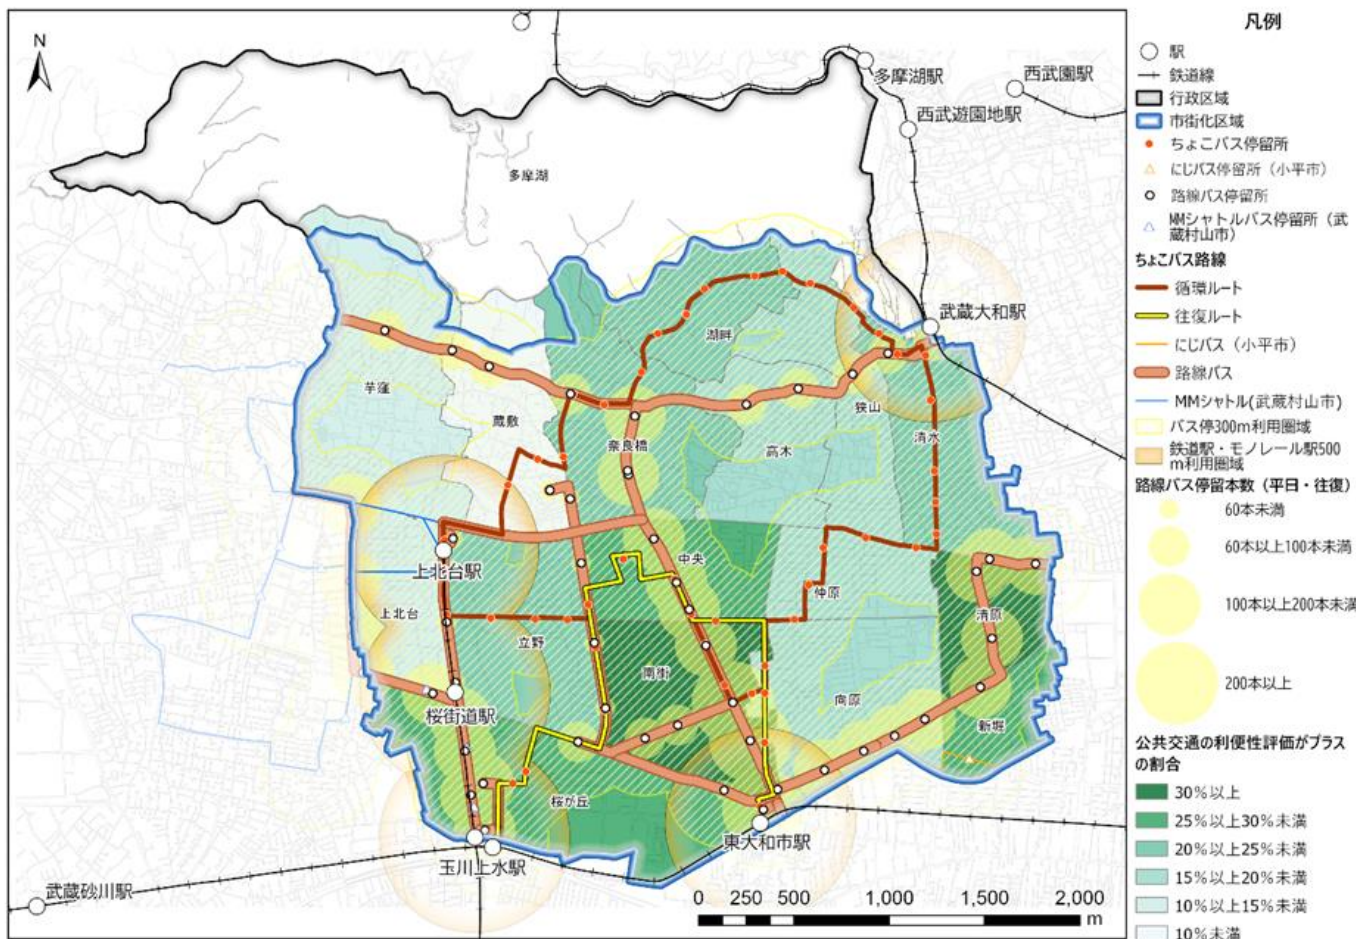 N
多摩湖駅
西武園駅
西武遊園地駅
多摩湖
武蔵大和駅
湖畔
芋窪
蔵敷
狭山
奈良橋
高木
清水
上北台駅
中央
上北台
仲原
清原
立野
南街
桜街道駅
向原
新堀
桜が丘
東大和市駅
玉川上水駅
武蔵砂川駅
0 250 500 1,000 1,500 2,000
m
凡例
駅
鉄道線
行政区域
市街化区域
ちょこバス停留所
にじバス停留所（小平市）
路線バス停留所
MMシャトルバス停留所（武
蔵村山市）
ちょこバス路線
循環ルート
往復ルート
にじバス（小平市）
路線バス
MMシャトル(武蔵村山市)
バス停300m利用圏域
鉄道駅・モノレール駅500
m利用圏域
路線バス停留本数（平日・往復）
60本未満
60本以上100本未満
100本以上200本未満
200本以上
公共交通の利便性評価がプラス
の割合
30％以上
25％以上30％未満
20％以上25％未満
15％以上20％未満
10％以上15％未満
10％未満